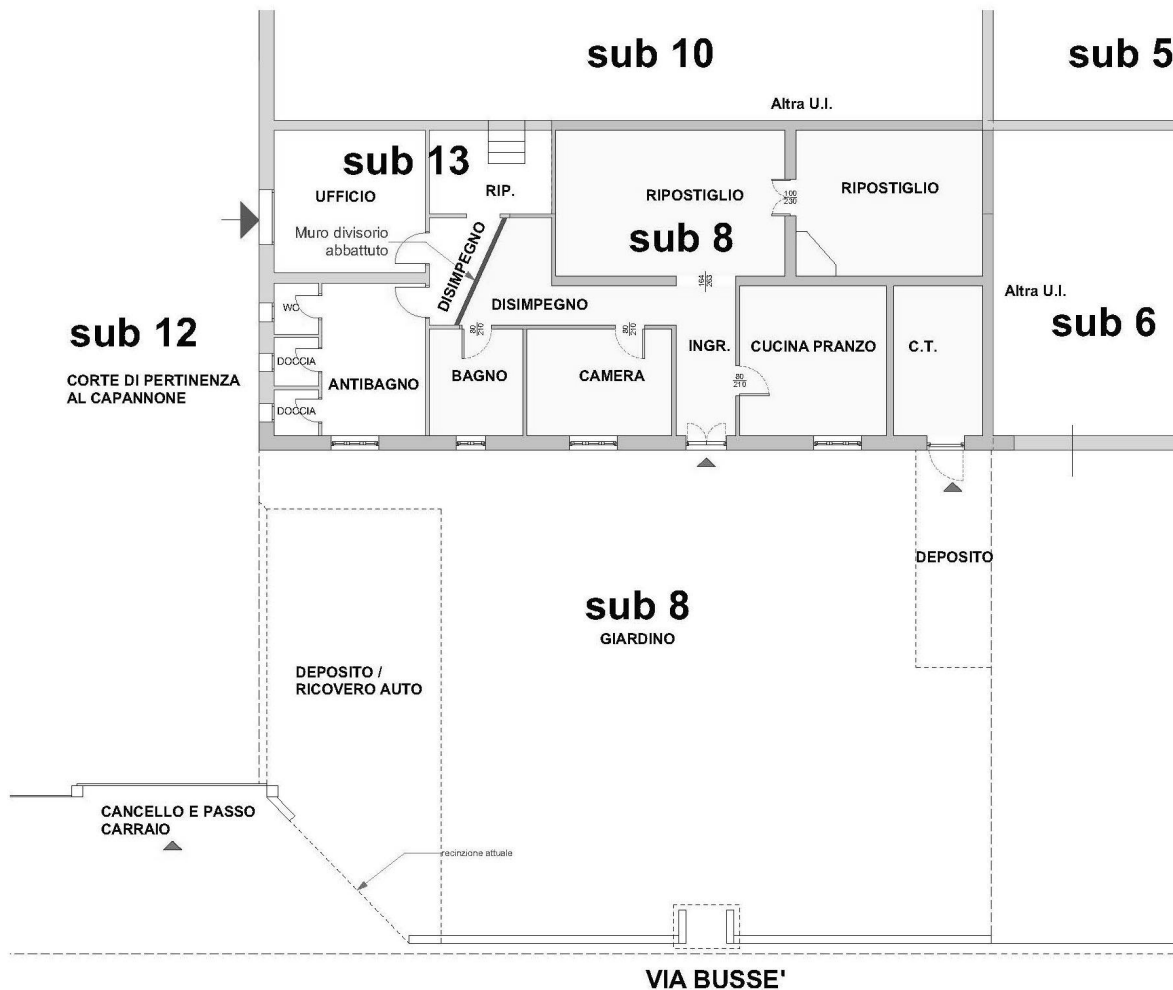 sub 10
sub 5
Altra U.I.
sub 13
UFFICIO
RIP.
RIPOSTIGLIO
100
230
RIPOSTIGLIO
Muro divisorio
abbattuto
sub 8
DISIMPEGNO
DISIMPEGNO
164
263
Altra U.I.
sub 12
sub 6
WC
80
210
80
210
INGR.
CUCINA PRANZO
C.T.
DOCCIA
ANTIBAGNO
BAGNO
CAMERA
80
210
CORTE DI PERTINENZA
AL CAPANNONE
DOCCIA
DEPOSITO
sub 8
GIARDINO
DEPOSITO /
RICOVERO AUTO
CANCELLO E PASSO
CARRAIO
recinzione attuale
VIA BUSSE'